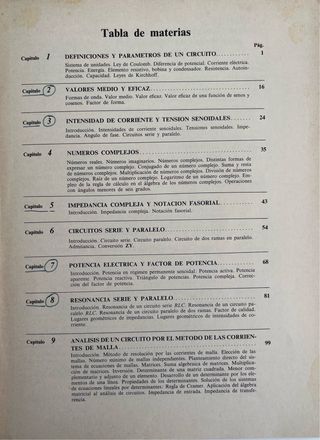 Tabla de materias
Pág.
Capítulo 1 DEFINICIONES Y PARAMETROS DE UN CIRCUITO 1
Sistema de unidades. Ley de Coulomb. Diferencia de potencial. Corriente eléctrica.
Potencia. Energía. Elemento resistivo, bobina y condensador. Resistencia. Autoin-
ducción. Capacidad. Leyes de Kirchhoff.
Capítulo 2 VALORES MEDIO Y EFICAZ 16
Formas de onda. Valor medio. Valor eficaz. Valor eficaz de una función de senos y
cosenos. Factor de forma.
Capítulo 3 INTENSIDAD DE CORRIENTE Y TENSION SENOIDALES 24
Introducción. Intensidades de corriente senoidales. Tensiones senoidales. Impe-
dancia. Angulo de fase. Circuitos serie y paralelo.
Capítulo 4 NUMEROS COMPLEJOS 35
Números reales. Números imaginarios. Números complejos. Distintas formas de
expresar un número complejo. Conjugado de un número complejo. Suma y resta
de números complejos. Multiplicación de números complejos. División de números
complejos. Raíz de un número complejo. Logaritmo de un número complejo. Em-
pleo de la regla de cálculo en el álgebra de los números complejos. Operaciones
con ángulos menores de seis grados.
Capítulo 5 IMPEDANCIA COMPLEJA Y NOTACION FASORIAL 43
Introducción. Impedancia compleja. Notación fasorial.
Capítulo 6 CIRCUITOS SERIE Y PARALELO 54
Introducción. Circuito serie. Circuito paralelo. Circuito de dos ramas en paralelo.
Admitancia. Conversión ZY
Capítulo 7 POTENCIA ELECTRICA Y FACTOR DE POTENCIA 68
Introducción. Potencia en régimen permanente senoidal. Potencia activa. Potencia
aparente. Potencia reactiva. Triángulo de potencias. Potencia compleja. Correc-
ción del factor de potencia.
Capítulo 8 RESONANCIA SERIE Y PARALELO 81
Introducción. Resonancia de un circuito serie RLC. Resonancia de un circuito pa-
ralelo RLC. Resonancia de un circuito paralelo de dos ramas. Factor de calidad.
Lugares geométricos de impedancias. Lugares geométricos de intensidades de co-
rriente.
Capítulo 9 ANALISIS DE UN CIRCUITO POR EL METODO DE LAS CORRIEN-
TES DE MALLA 99
Introducción. Método de resolución por las corrientes de malla. Elección de las
mallas. Número mínimo de mallas independientes. Planteamiento directo del sis-
tema de ecuaciones de mallas. Matrices. Suma algebraica de matrices. Multiplica-
ción de matrices. Inversión. Determinante de una matriz cuadrada. Menor com-
plementario y adjunto de un elemento. Desarrollo de un determinante por los ele-
mentos de una línea. Propiedades de los determinantes. Solución de los sistemas
de ecuaciones lineales por determinantes: Regla de Cramer. Aplicación del álgebra
matricial al análisis de circuitos. Impedancia de entrada. Impedancia de transfe-
rencia.